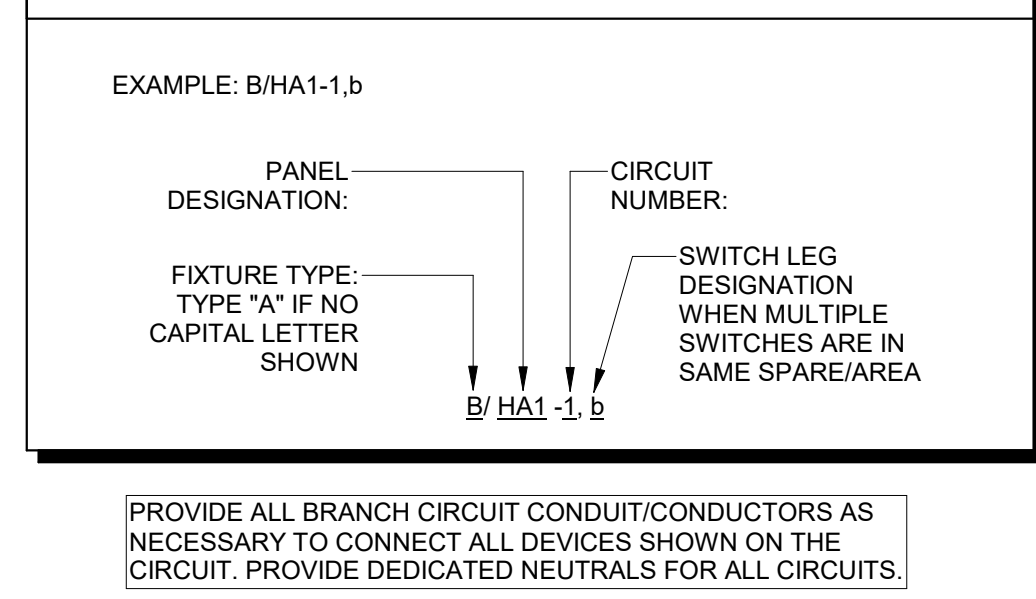 EXAMPLE: B/HA1-1,b
PANEL
DESIGNATION:
CIRCUIT
NUMBER:
FIXTURE TYPE:
TYPE "A" IF NO
CAPITAL LETTER
SHOWN
SWITCH LEG
DESIGNATION
WHEN MULTIPLE
SWITCHES ARE IN
SAME SPARE/AREA
B/ HA1 -1, b
PROVIDE ALL BRANCH CIRCUIT CONDUIT/CONDUCTORS AS
NECESSARY TO CONNECT ALL DEVICES SHOWN ON THE
CIRCUIT. PROVIDE DEDICATED NEUTRALS FOR ALL CIRCUITS.